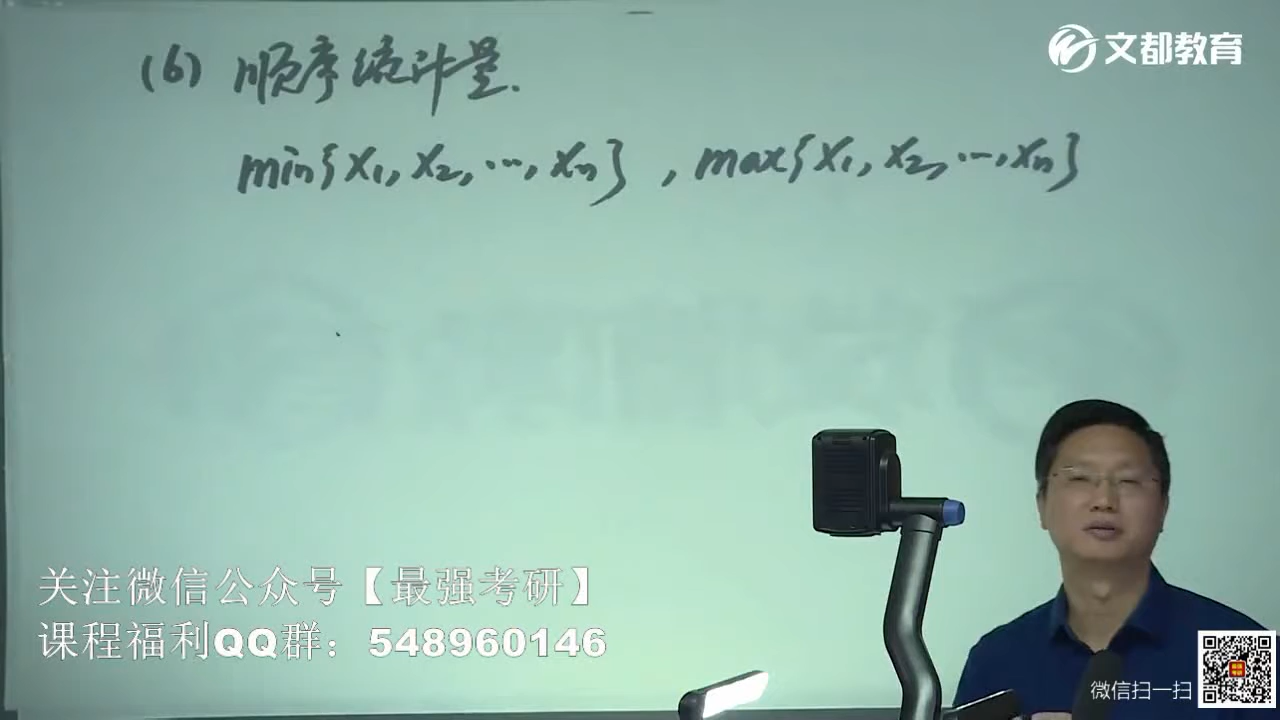 文都教育
(6) 顺序统计量.
min{X₁, X₂, ···, Xₙ}, max{X₁, X₂, ···, Xₙ}
关注微信公众号【最强考研】
课程福利QQ群：548960146
微信扫一扫